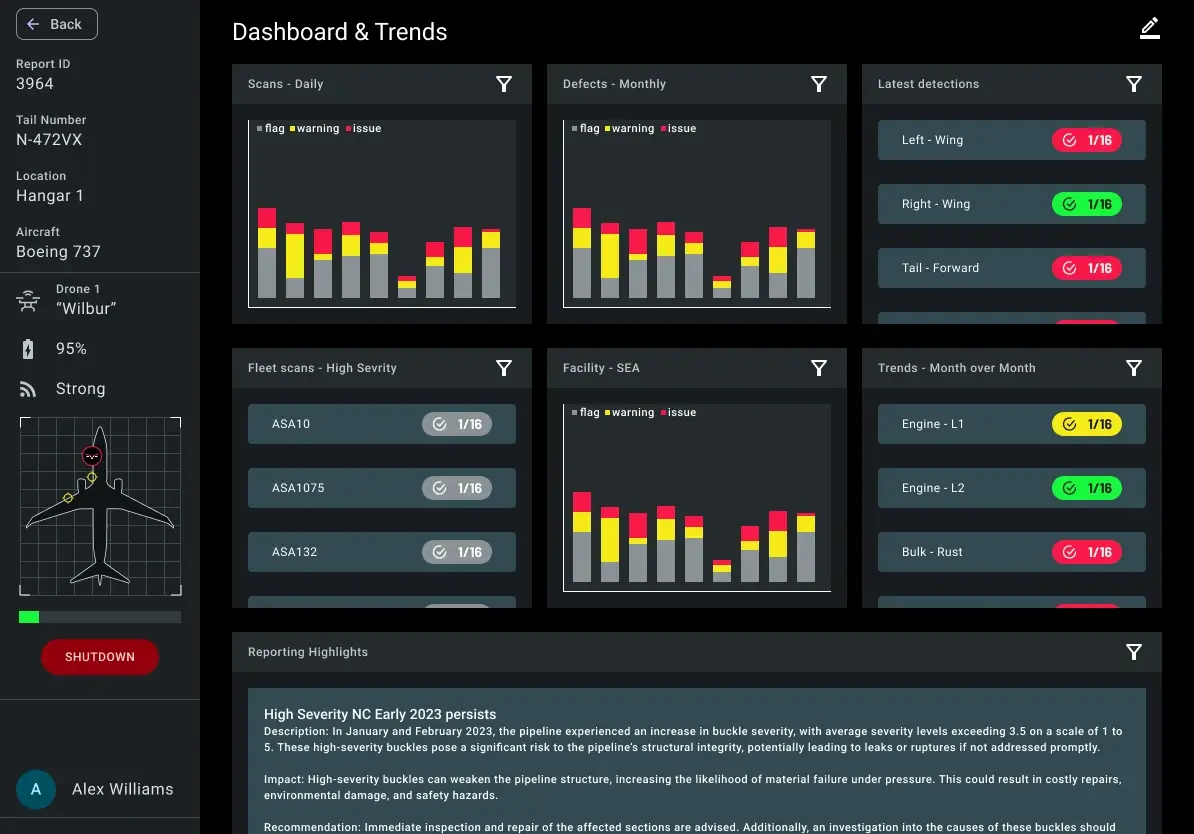 Back
Report ID
3964
Tail Number
N-472VX
Location
Hangar 1
Aircraft
Boeing 737
Drone 1
“Wilbur”
95%
Strong
SHUTDOWN
A
Alex Williams
Dashboard & Trends
Scans - Daily
flag warning issue
Defects - Monthly
flag warning issue
Latest detections
Left - Wing
1/16
Right - Wing
1/16
Tail - Forward
1/16
Fleet scans - High Sevrity
ASA10
1/16
ASA1075
1/16
ASA132
1/16
Facility - SEA
flag warning issue
Trends - Month over Month
Engine - L1
1/16
Engine - L2
1/16
Bulk - Rust
1/16
Reporting Highlights
High Severity NC Early 2023 persists
Description: In January and February 2023, the pipeline experienced an increase in buckle severity, with average severity levels exceeding 3.5 on a scale of 1 to
5. These high-severity buckles pose a significant risk to the pipeline’s structural integrity, potentially leading to leaks or ruptures if not addressed promptly.
Impact: High-severity buckles can weaken the pipeline structure, increasing the likelihood of material failure under pressure. This could result in costly repairs,
environmental damage, and safety hazards.
Recommendation: Immediate inspection and repair of the affected sections are advised. Additionally, an investigation into the causes of these buckles should